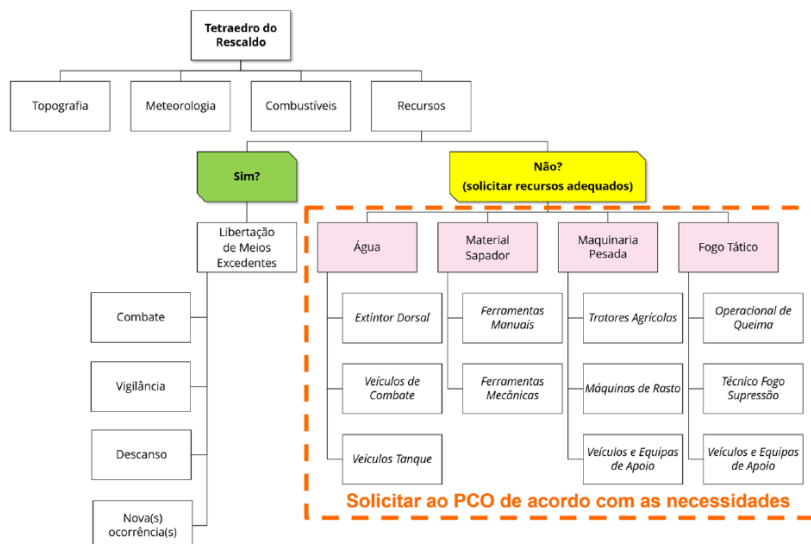 Tetraedro do
Rescaldo
Topografia
Meteorologia
Combustíveis
Recursos
Sim?
Não?
(solicitar recursos adequados)
Libertação
de Meios
Excedentes
Água
Material
Sapador
Maquinaria
Pesada
Fogo Tático
Combate
Vigilância
Descanso
Nova(s)
ocorrência(s)
Extintor Dorsal
Veículos de
Combate
Veículos Tanque
Ferramentas
Manuais
Ferramentas
Mecânicas
Tratores Agrícolas
Máquinas de Rasto
Veículos e Equipas
de Apoio
Operacional de
Queima
Técnico Fogo
Supressão
Veículos e Equipas
de Apoio
Solicitar ao PCO de acordo com as necessidades